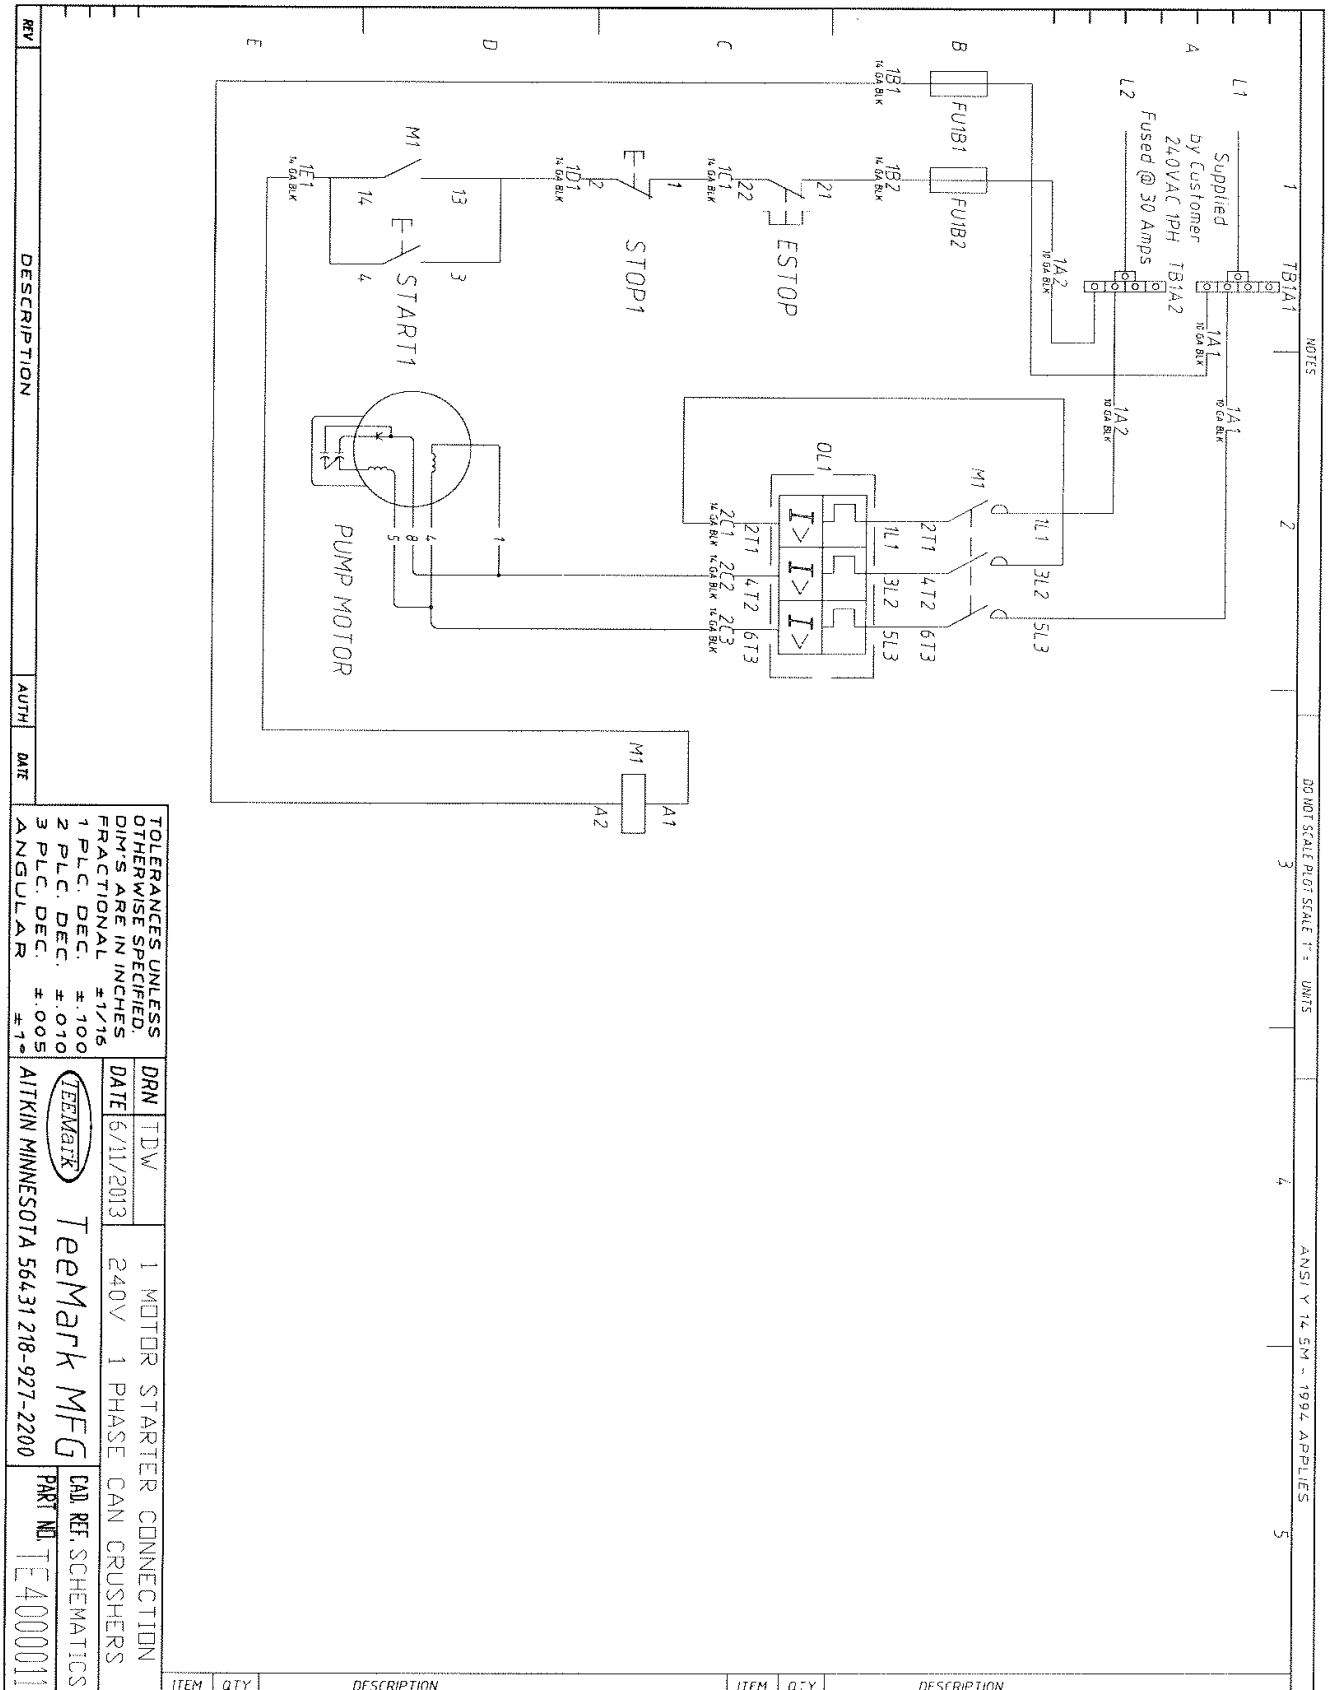 NOTES
DO NOT SCALE PLOT SCALE 1" = UNITS
ANSI Y 14.5M - 1994 APPLIES
1
2
3
4
5
A
B
C
D
E
L1
L2
Supplied
by Customer
240VAC 1PH
Fused @ 30 Amps
TB1A1
TB1A2
1A1
10 GA BLK
1A1
10 GA BLK
1A2
10 GA BLK
1A2
10 GA BLK
FU1B1
FU1B2
1B1
14 GA BLK
1B2
14 GA BLK
21
22
ESTOP
1C1
14 GA BLK
1
2
STOP1
1D1
14 GA BLK
M1
13
14
3
4
START1
1E1
14 GA BLK
M1
1L1
3L2
5L3
2T1
4T2
6T3
OL1
1L1
3L2
5L3
I>
I>
I>
2T1
4T2
6T3
2C1
14 GA BLK
2C2
14 GA BLK
2C3
14 GA BLK
1
4
8
5
PUMP MOTOR
M1
A1
A2
ITEM QTY DESCRIPTION
ITEM QTY DESCRIPTION
REV DESCRIPTION AUTH DATE
TOLERANCES UNLESS
OTHERWISE SPECIFIED.
DIM'S ARE IN INCHES
FRACTIONAL ±1/16
1 PLC. DEC. ±.100
2 PLC. DEC. ±.010
3 PLC. DEC. ±.005
ANGULAR ±1°
DRN TDW
DATE 6/11/2013
1 MOTOR STARTER CONNECTION
240V 1 PHASE CAN CRUSHERS
TEEMark
TeeMark MFG
AITKIN MINNESOTA 56431 218-927-2200
CAD. REF. SCHEMATICS
PART NO. TE400011